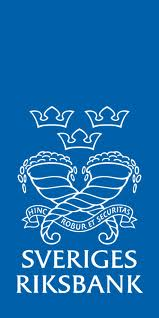 HINC ROBUR ET SECURITAS
SVERIGES
RIKSBANK